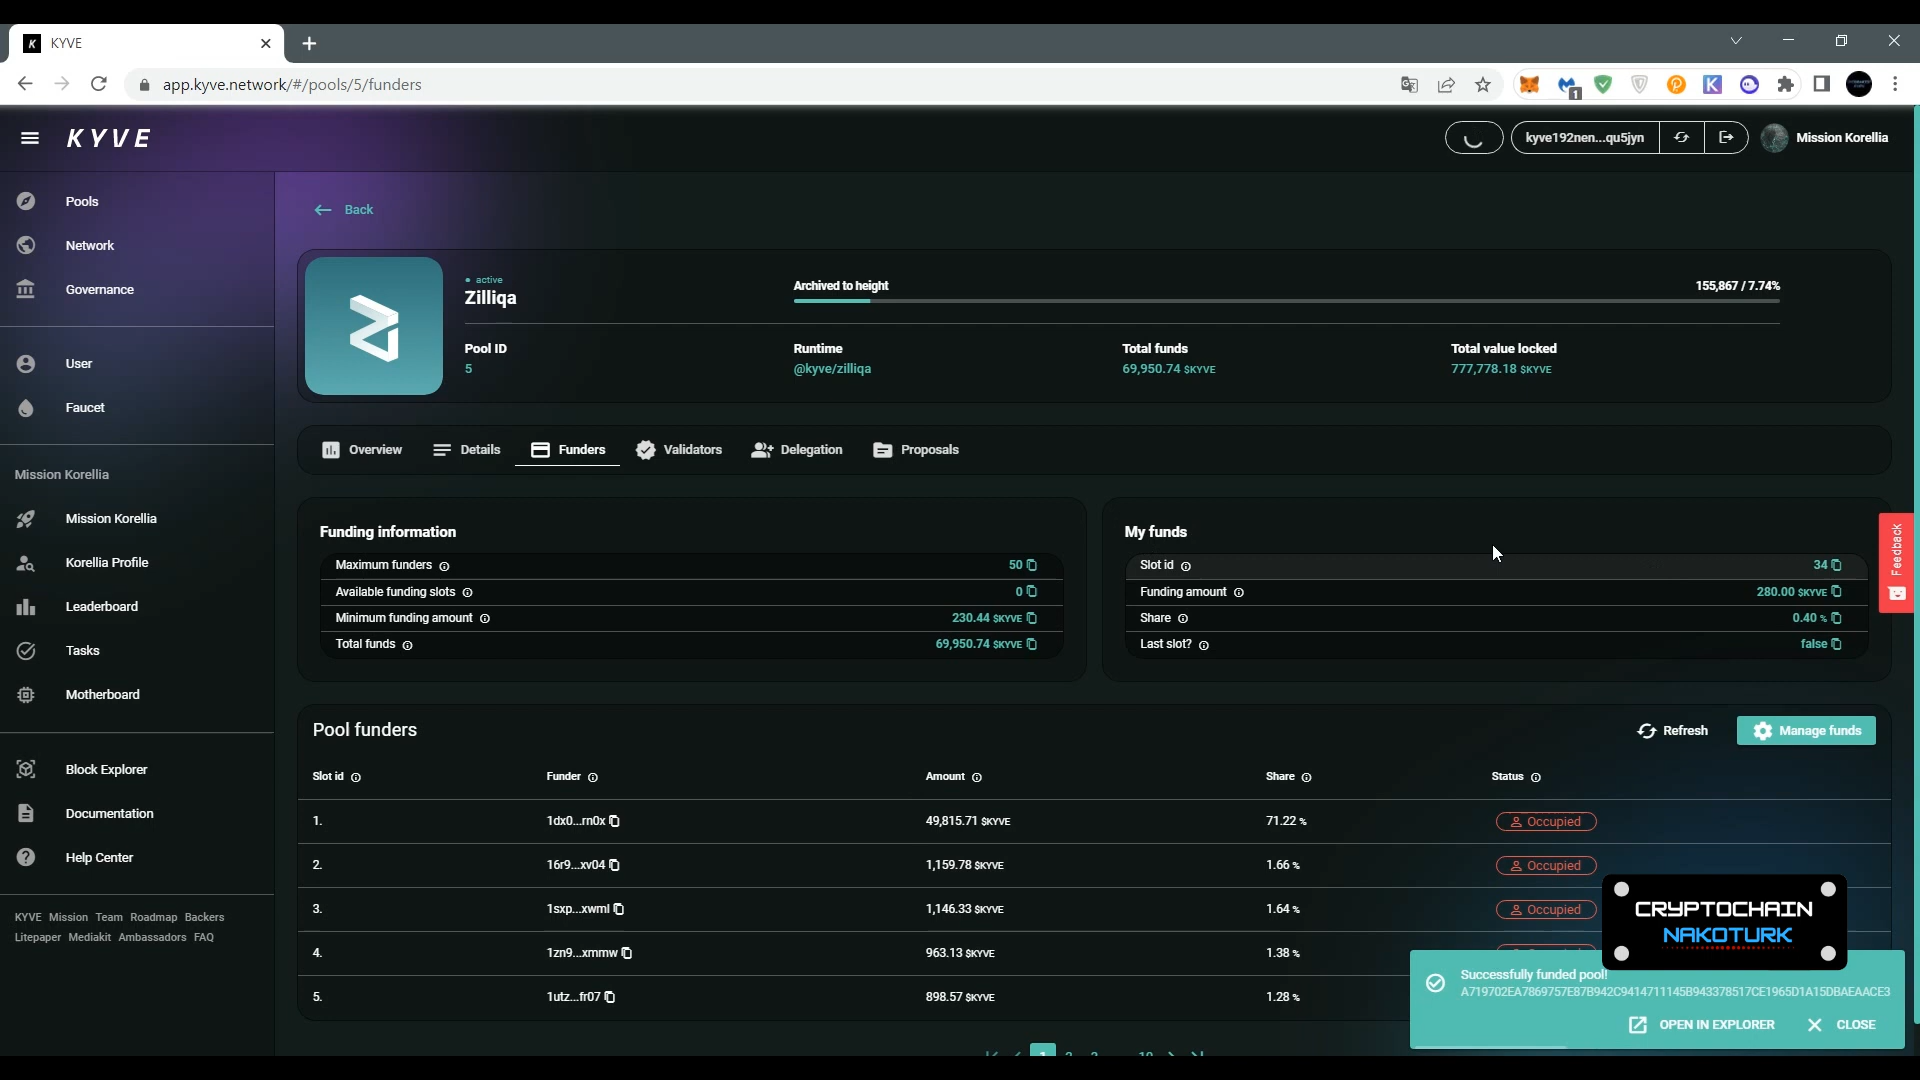 KYVE
app.kyve.network/#/pools/5/funders
1
KYVE
kyve192nen...qu5jyn
Mission Korellia
Pools
Network
Governance
User
Faucet
Mission Korellia
Mission Korellia
Korellia Profile
Leaderboard
Tasks
Motherboard
Block Explorer
Documentation
Help Center
KYVE Mission Team Roadmap Backers
Litepaper Mediakit Ambassadors FAQ
Back
active
Zilliqa
Archived to height 155,867 / 7.74%
Pool ID Runtime Total funds Total value locked
5 @kyve/zilliqa 69,950.74 $KYVE 777,778.18 $KYVE
Overview Details Funders Validators Delegation Proposals
Funding information
Maximum funders 50
Available funding slots 0
Minimum funding amount 230.44 $KYVE
Total funds 69,950.74 $KYVE
My funds
Slot id 34
Funding amount 280.00 $KYVE
Share 0.40 %
Last slot? false
Feedback
Pool funders Refresh Manage funds
Slot id Funder Amount Share Status
1. 1dx0...rn0x 49,815.71 $KYVE 71.22 % Occupied
2. 16r9...xv04 1,159.78 $KYVE 1.66 % Occupied
3. 1sxp...xwml 1,146.33 $KYVE 1.64 % Occupied
4. 1zn9...xmmw 963.13 $KYVE 1.38 %
5. 1utz...fr07 898.57 $KYVE 1.28 %
1 2 3 10
CRYPTOCHAIN
NAKOTURK
Successfully funded pool!
A719702EA7869757E87B942C9414711145B943378517CE1965D1A15DBAEAACE3
OPEN IN EXPLORER CLOSE